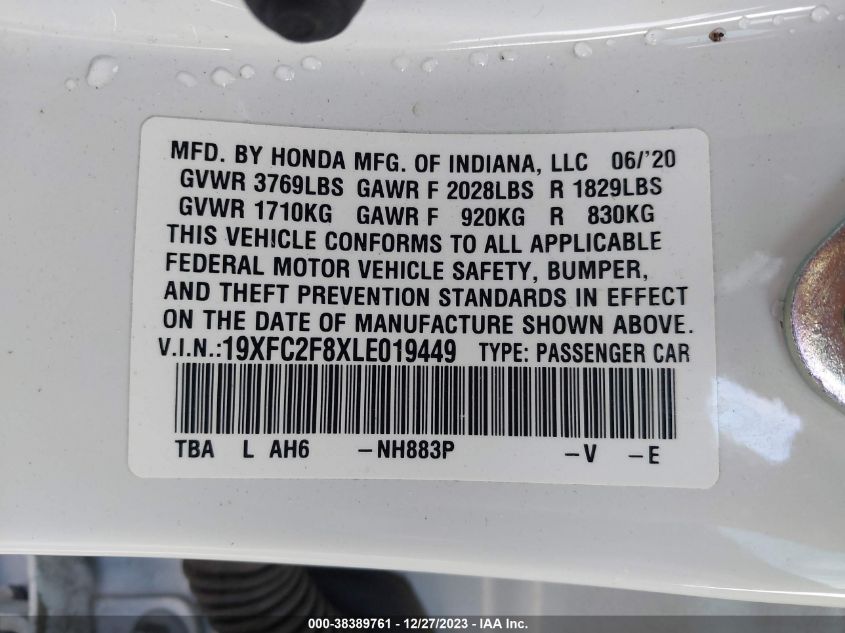 MFD. BY HONDA MFG. OF INDIANA, LLC 06/'20
GVWR 3769LBS GAWR F 2028LBS R 1829LBS
GVWR 1710KG GAWR F 920KG R 830KG
THIS VEHICLE CONFORMS TO ALL APPLICABLE
FEDERAL MOTOR VEHICLE SAFETY, BUMPER,
AND THEFT PREVENTION STANDARDS IN EFFECT
ON THE DATE OF MANUFACTURE SHOWN ABOVE.
V.I.N.:19XFC2F8XLE019449 TYPE: PASSENGER CAR
TBA L AH6 -NH883P -V -E
000-38389761 - 12/27/2023 - IAA Inc.